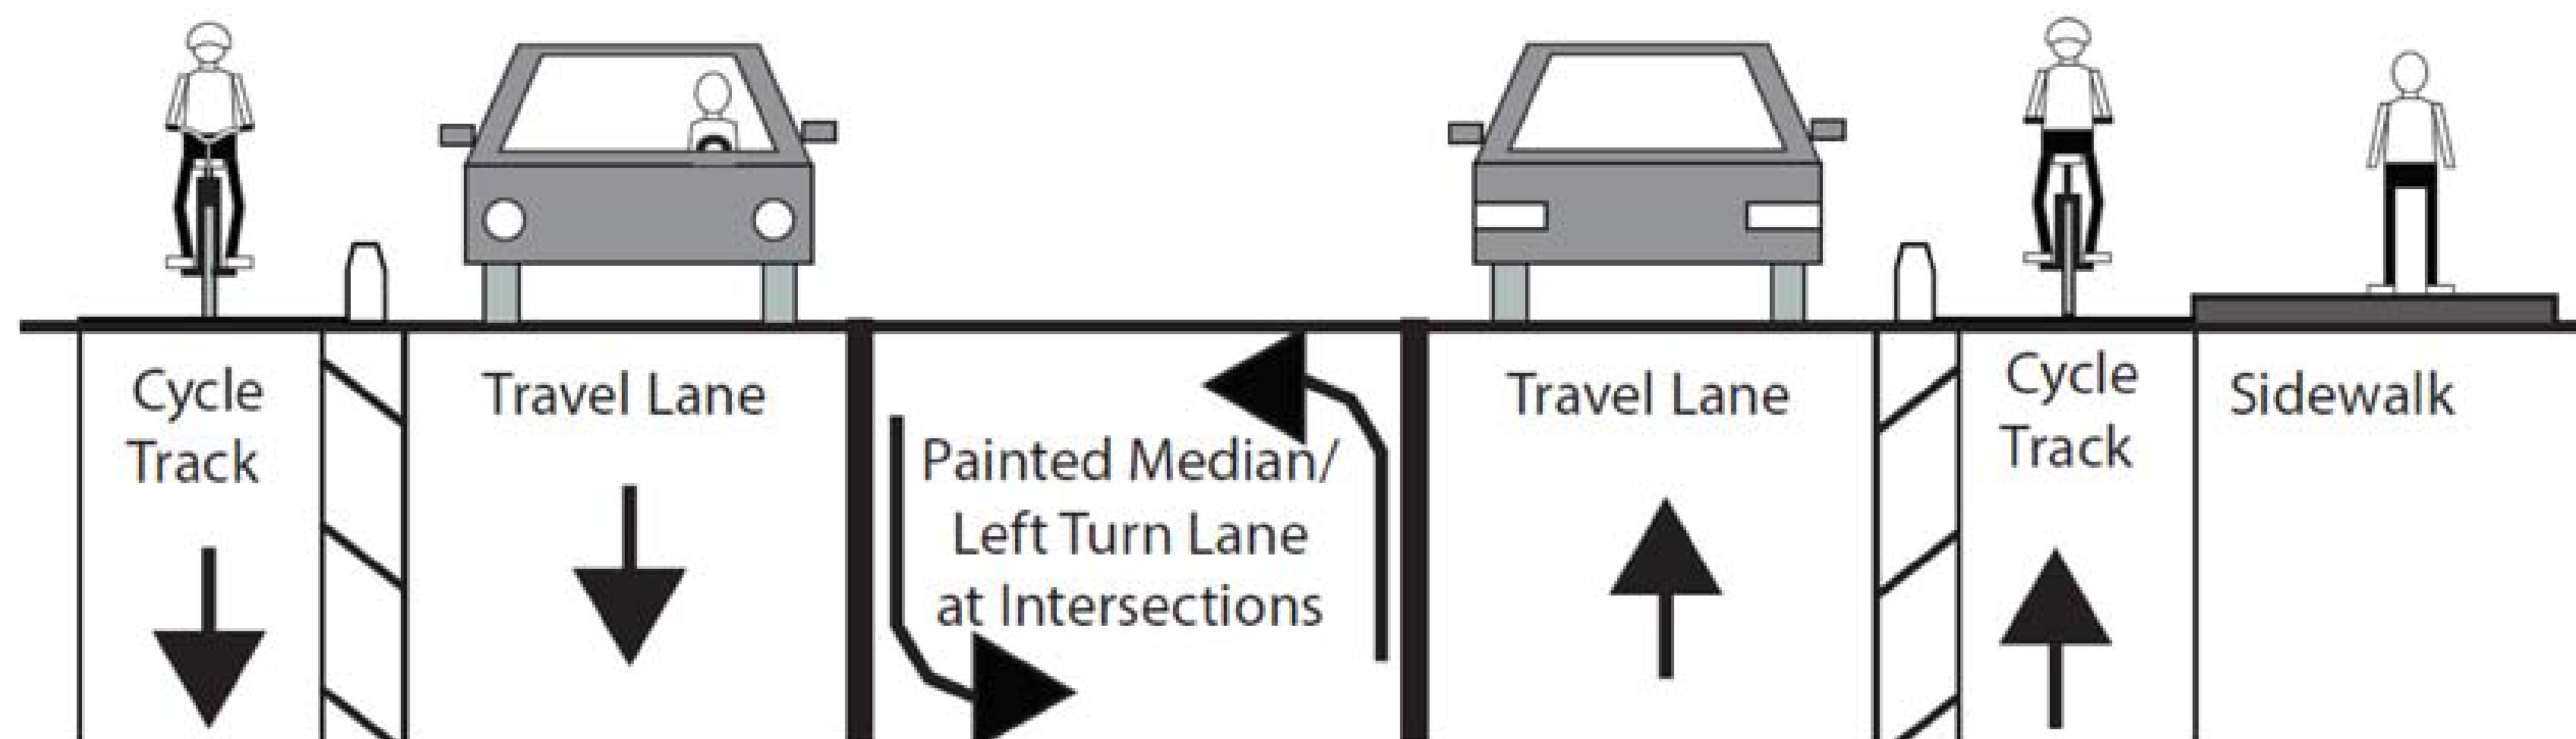 Cycle
Track
Travel Lane
Painted Median/
Left Turn Lane
at Intersections
Travel Lane
Cycle
Track
Sidewalk